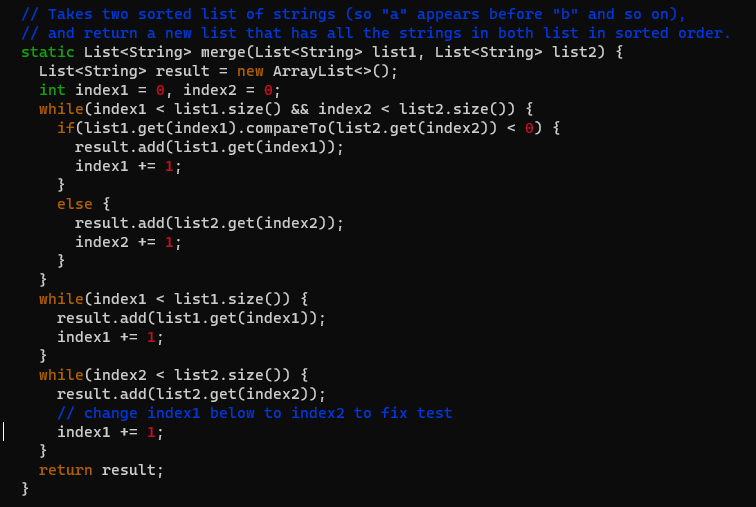 // Takes two sorted list of strings (so "a" appears before "b" and so on),
// and return a new list that has all the strings in both list in sorted order.
static List<String> merge(List<String> list1, List<String> list2) {
  List<String> result = new ArrayList<>();
  int index1 = 0, index2 = 0;
  while(index1 < list1.size() && index2 < list2.size()) {
    if(list1.get(index1).compareTo(list2.get(index2)) < 0) {
      result.add(list1.get(index1));
      index1 += 1;
    }
    else {
      result.add(list2.get(index2));
      index2 += 1;
    }
  }
  while(index1 < list1.size()) {
    result.add(list1.get(index1));
    index1 += 1;
  }
  while(index2 < list2.size()) {
    result.add(list2.get(index2));
    // change index1 below to index2 to fix test
    index1 += 1;
  }
  return result;
}